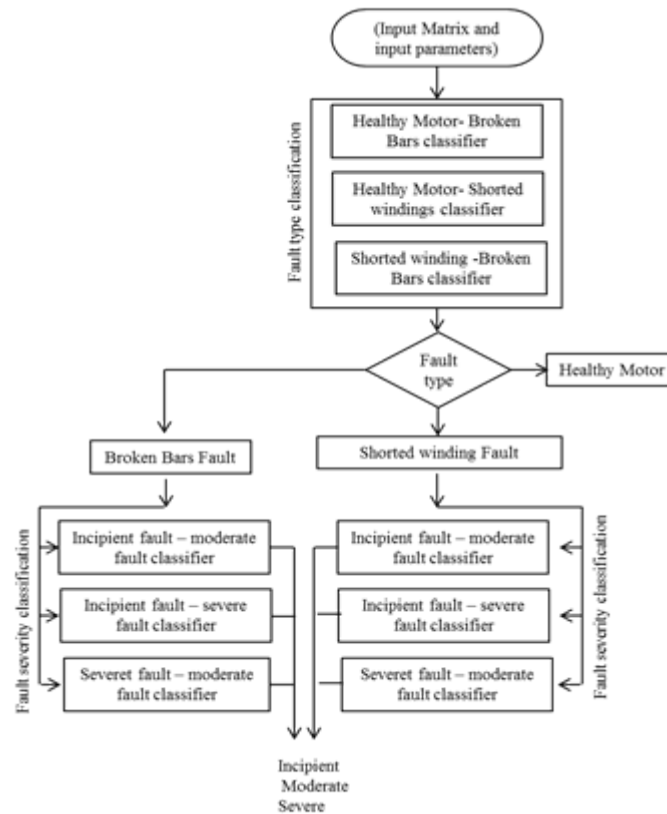 (Input Matrix and
input parameters)
Fault type classification
Healthy Motor- Broken
Bars classifier
Healthy Motor- Shorted
windings classifier
Shorted winding -Broken
Bars classifier
Fault
type
Healthy Motor
Broken Bars Fault
Shorted winding Fault
Fault severity classification
Incipient fault – moderate
fault classifier
Incipient fault – severe
fault classifier
Severet fault – moderate
fault classifier
Incipient fault – moderate
fault classifier
Incipient fault – severe
fault classifier
Severet fault – moderate
fault classifier
Fault severity classification
Incipient
Moderate
Severe